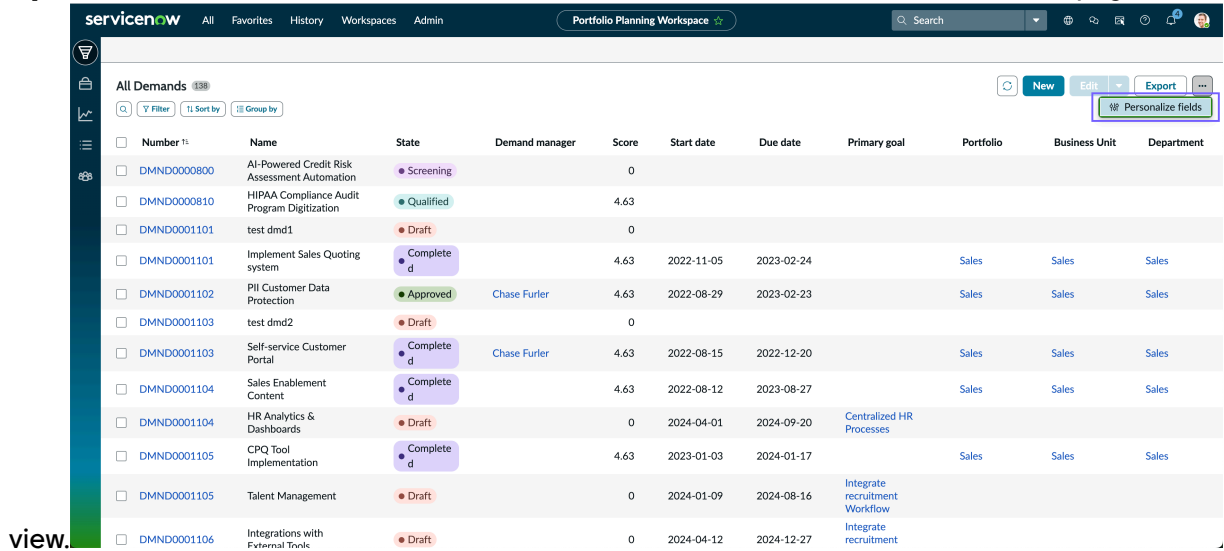 servicenow All Favorites History Workspaces Admin Portfolio Planning Workspace Search 4
All Demands 138 New Edit Export
Filter Sort by Group by Personalize fields
Number Name State Demand manager Score Start date Due date Primary goal Portfolio Business Unit Department
DMND0000800 AI-Powered Credit Risk Assessment Automation Screening 0
DMND0000810 HIPAA Compliance Audit Program Digitization Qualified 4.63
DMND0001101 test dmd1 Draft 0
DMND0001101 Implement Sales Quoting system Completed 4.63 2022-11-05 2023-02-24 Sales Sales Sales
DMND0001102 PII Customer Data Protection Approved Chase Furler 4.63 2022-08-29 2023-02-23 Sales Sales Sales
DMND0001103 test dmd2 Draft 0
DMND0001103 Self-service Customer Portal Completed Chase Furler 4.63 2022-08-15 2022-12-20 Sales Sales Sales
DMND0001104 Sales Enablement Content Completed 4.63 2022-08-12 2023-08-27 Sales Sales Sales
DMND0001104 HR Analytics & Dashboards Draft 0 2024-04-01 2024-09-20 Centralized HR Processes
DMND0001105 CPQ Tool Implementation Completed 4.63 2023-01-03 2024-01-17 Sales Sales Sales
DMND0001105 Talent Management Draft 0 2024-01-09 2024-08-16 Integrate recruitment Workflow
DMND0001106 Integrations with External Tools Draft 0 2024-04-12 2024-12-27 Integrate recruitment
view.